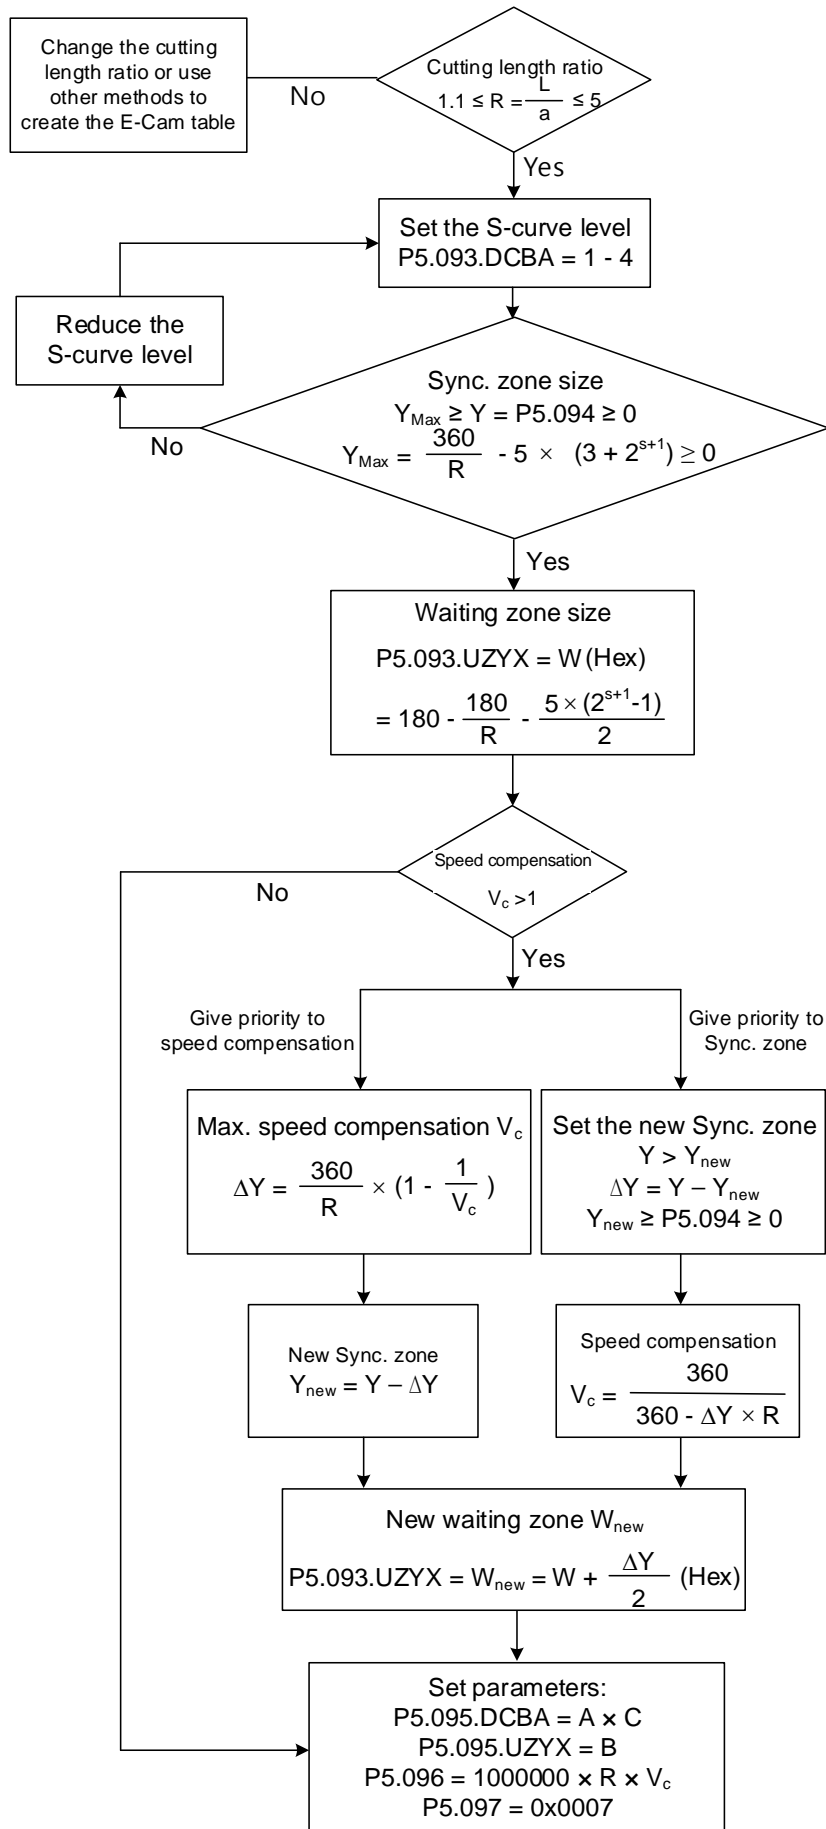 Change the cutting
length ratio or use
other methods to
create the E-Cam table
No
Cutting length ratio
1.1 ≤ R = L/a ≤ 5
Yes
Set the S-curve level
P5.093.DCBA = 1 - 4
Reduce the
S-curve level
No
Sync. zone size
Y_Max ≥ Y = P5.094 ≥ 0
Y_Max = 360/R - 5 × (3 + 2^(s+1)) ≥ 0
Yes
Waiting zone size
P5.093.UZYX = W (Hex)
= 180 - 180/R - 5 × (2^(s+1)-1)/2
Speed compensation
V_c >1
No
Yes
Give priority to
speed compensation
Give priority to
Sync. zone
Max. speed compensation V_c
ΔY = 360/R × (1 - 1/V_c)
Set the new Sync. zone
Y > Y_new
ΔY = Y – Y_new
Y_new ≥ P5.094 ≥ 0
New Sync. zone
Y_new = Y – ΔY
Speed compensation
V_c = 360/(360 - ΔY × R)
New waiting zone W_new
P5.093.UZYX = W_new = W + ΔY/2 (Hex)
Set parameters:
P5.095.DCBA = A × C
P5.095.UZYX = B
P5.096 = 1000000 × R × V_c
P5.097 = 0x0007